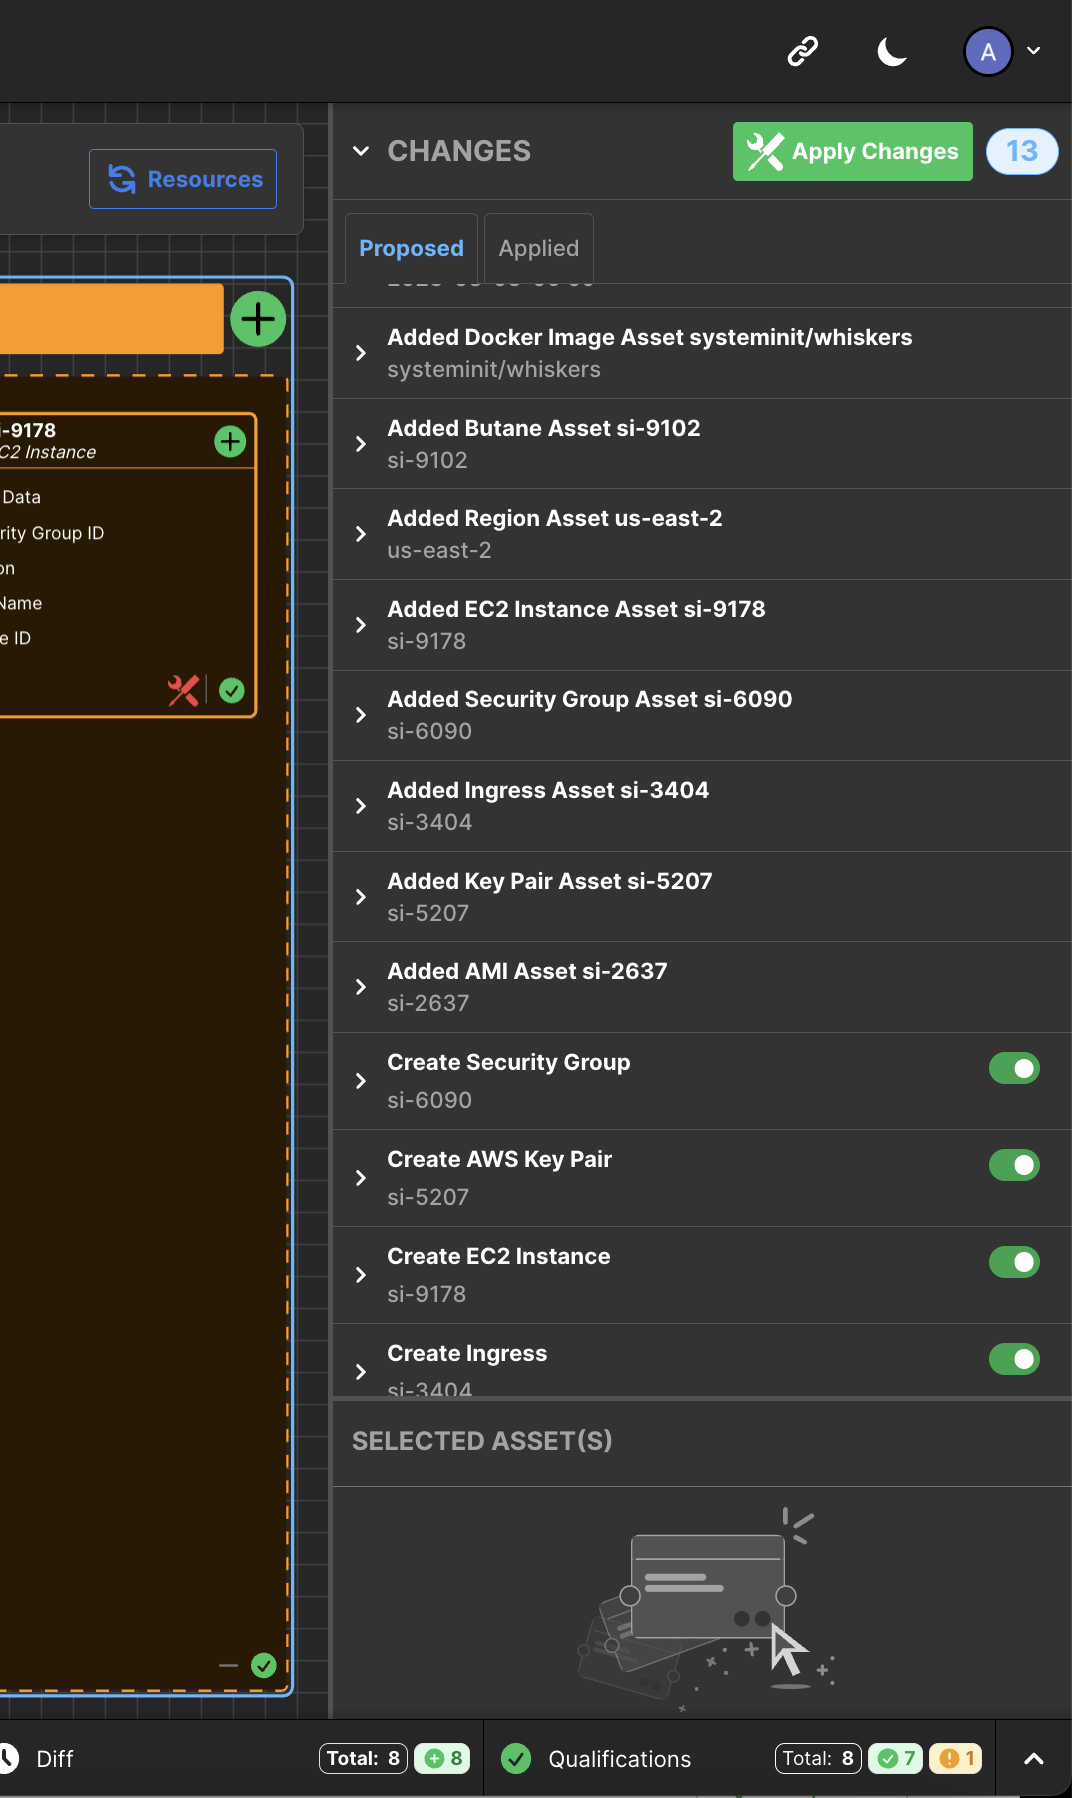 A
CHANGES
Apply Changes
13
Resources
Proposed
Applied
Added Docker Image Asset systeminit/whiskers
systeminit/whiskers
Added Butane Asset si-9102
si-9102
Added Region Asset us-east-2
us-east-2
Added EC2 Instance Asset si-9178
si-9178
Added Security Group Asset si-6090
si-6090
Added Ingress Asset si-3404
si-3404
Added Key Pair Asset si-5207
si-5207
Added AMI Asset si-2637
si-2637
Create Security Group
si-6090
Create AWS Key Pair
si-5207
Create EC2 Instance
si-9178
Create Ingress
si-3404
i-9178
C2 Instance
Data
rity Group ID
on
Name
e ID
SELECTED ASSET(S)
Diff
Total: 8
8
Qualifications
Total: 8
7
1